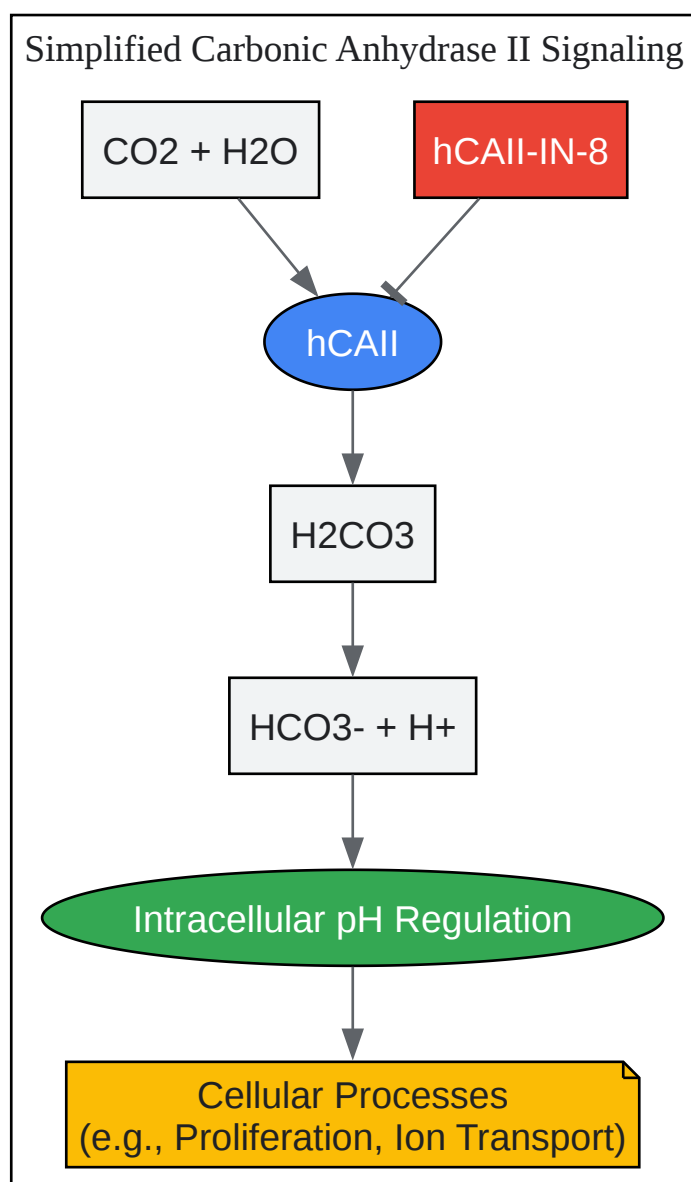 Simplified Carbonic Anhydrase II Signaling
CO2 + H2O
hCAII-IN-8
hCAII
H2CO3
HCO3- + H+
Intracellular pH Regulation
Cellular Processes
(e.g., Proliferation, Ion Transport)